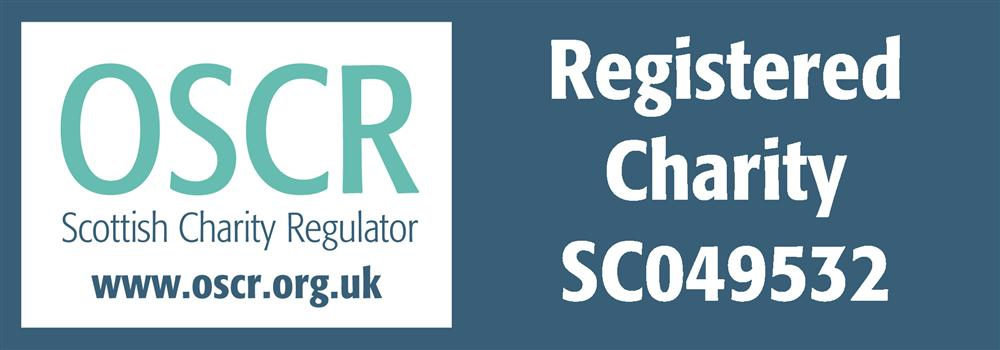 OSCR
Scottish Charity Regulator
www.oscr.org.uk
Registered
Charity
SC049532